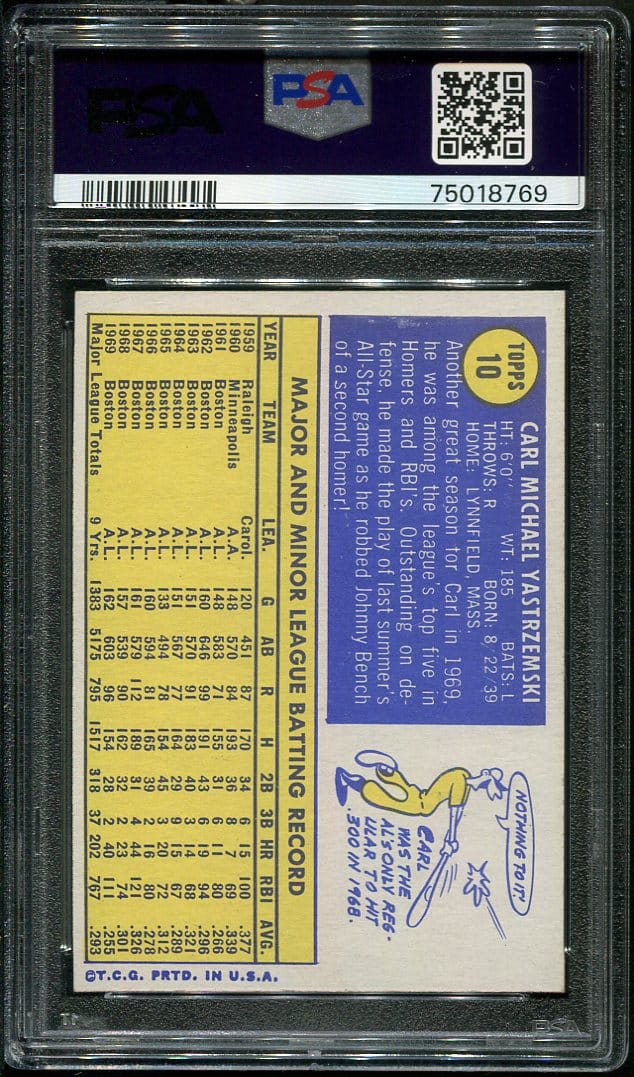 PSA
PSA
75018769
TOPPS
10
CARL MICHAEL YASTRZEMSKI
HT: 6'0" WT: 185 BATS: L
THROWS: R BORN: 8/22/39
HOME: LYNNFIELD, MASS.
Another great season for Carl in 1969,
he was among the league's top five in
Homers and RBI's. Outstanding on de-
fense, he made the play of last summer's
All-Star game as he robbed Johnny Bench
of a second homer!
NOTHING TO IT"
CARL
WAS THE
AL'S ONLY REG-
ULAR TO HIT
.300 IN 1968.
MAJOR AND MINOR LEAGUE BATTING RECORD
YEAR TEAM LEA. G AB R H 2B 3B HR RBI AVG.
1959 Raleigh Carol. 120 451 87 170 34 6 15 100 .377
1960 Minneapolis A.A. 148 570 84 193 36 8 7 69 .339
1961 Boston A.L. 148 583 71 155 31 6 11 80 .266
1962 Boston A.L. 160 646 99 191 43 6 19 94 .296
1963 Boston A.L. 151 570 91 183 40 3 14 68 .321
1964 Boston A.L. 151 567 77 164 29 9 15 67 .289
1965 Boston A.L. 133 494 78 154 45 3 20 72 .312
1966 Boston A.L. 160 594 81 165 39 2 16 80 .278
1967 Boston A.L. 161 579 112 189 31 4 44 121 .326
1968 Boston A.L. 157 539 90 162 32 2 23 74 .301
1969 Boston A.L. 162 603 96 154 28 2 40 111 .255
Major League Totals 9 Yrs. 1383 5175 795 1517 318 37 202 767 .293
©T.C.G. PRTD. IN U.S.A.
PSA